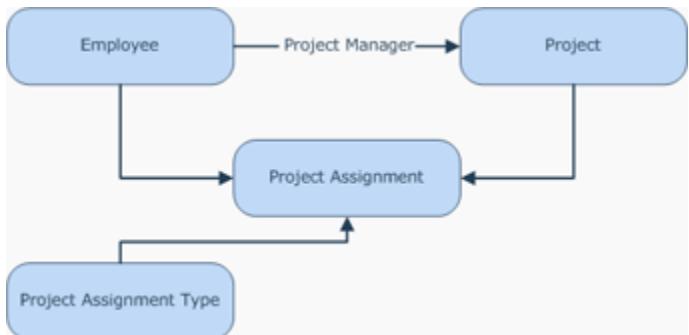 Employee
Project Manager
Project
Project Assignment
Project Assignment Type